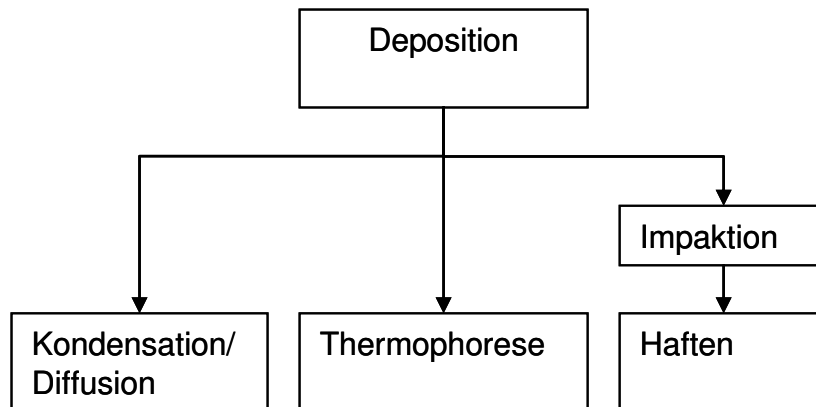 Deposition
Impaktion
Kondensation/
Diffusion
Thermophorese
Haften